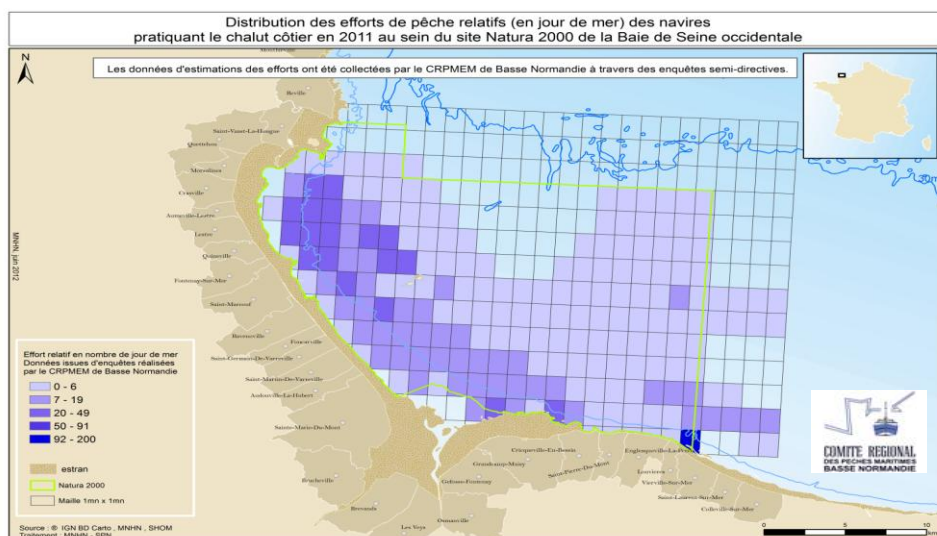 Distribution des efforts de pêche relatifs (en jour de mer) des navires
pratiquant le chalut côtier en 2011 au sein du site Natura 2000 de la Baie de Seine occidentale
N
Les données d'estimations des efforts ont été collectées par le CRPMEM de Basse Normandie à travers des enquêtes semi-directives.
Réville
Saint-Vaast-La-Hougue
Quettehou
Morsalines
Crasville
Aumeville-Lestre
Lestre
Quinéville
Fontenay-Sur-Mer
Saint-Marcouf
Ravenoville
Foucarville
Saint-Germain-De-Varreville
Saint-Martin-De-Varreville
Audouville-La-Hubert
Sainte-Marie-Du-Mont
Brucheville
Brévands
Les Veys
Osmanville
Géfosse-Fontenay
Grandcamp-Maisy
Cricqueville-En-Bessin
Saint-Pierre-Du-Mont
Englesqueville-La-Percée
Louvières
Vierville-Sur-Mer
Saint-Laurent-Sur-Mer
Colleville-Sur-Mer
MNHN juin 2012
Effort relatif en nombre de jour de mer
Données issues d'enquêtes réalisées
par le CRPMEM de Basse Normandie
0 - 6
7 - 19
20 - 49
50 - 91
92 - 200
estran
Natura 2000
Maille 1mn x 1mn
Source : © IGN BD Carto , MNHN , SHOM
Traitement : MNHN - SPN
COMITE REGIONAL
DES PECHES MARITIMES
BASSE NORMANDIE
0 5 10
km